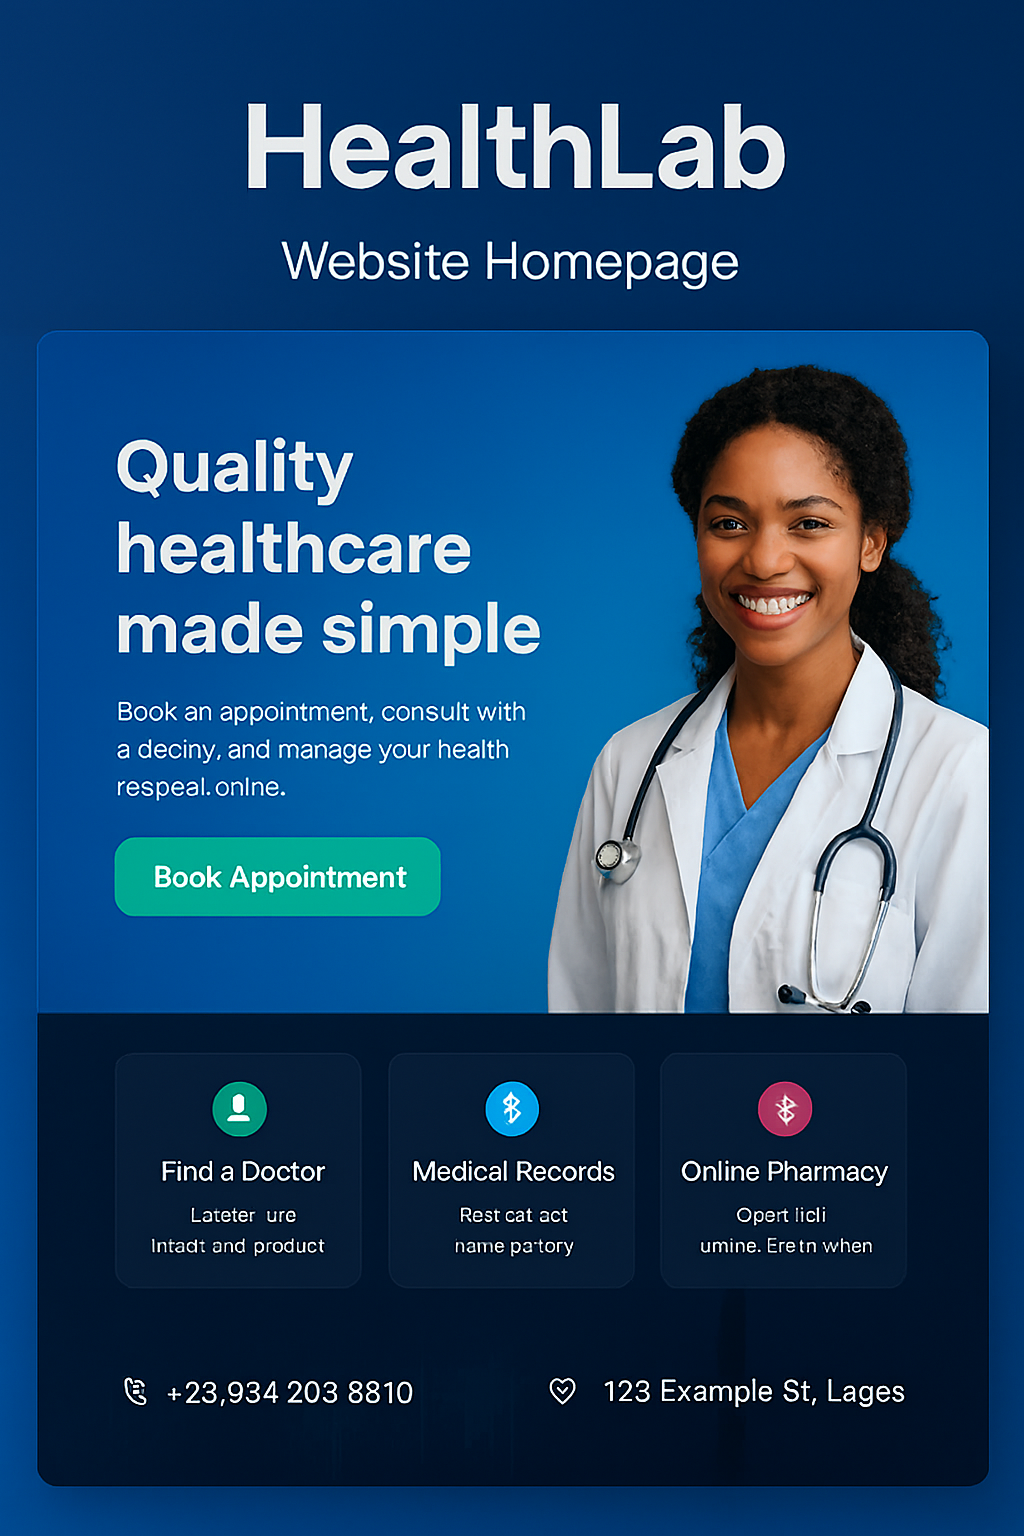 HealthLab
Website Homepage
Quality
healthcare
made simple
Book an appointment, consult with
a deciny, and manage your health
respeal. onlne.
Book Appointment
Find a Doctor
Lateter ure
Intadt and product
Medical Records
Rest cat act
name patory
Online Pharmacy
Opert licli
umine. Eretn when
+23,934 203 8810
123 Example St, Lages